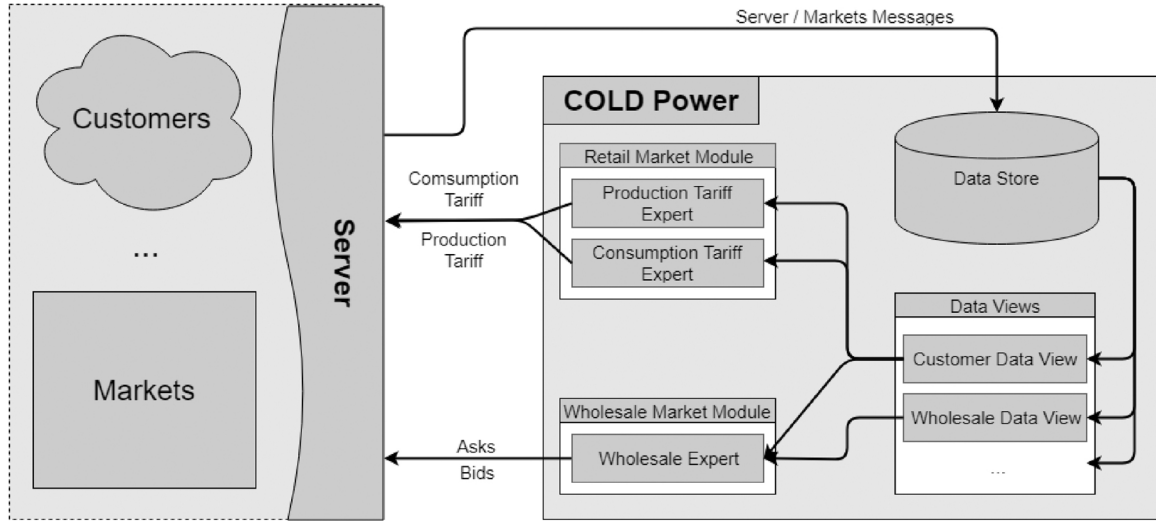 Server / Markets Messages
Customers
...
Markets
Server
COLD Power
Retail Market Module
Production Tariff
Expert
Consumption Tariff
Expert
Comsumption
Tariff
Production
Tariff
Data Store
Data Views
Customer Data View
Wholesale Data View
...
Wholesale Market Module
Wholesale Expert
Asks
Bids